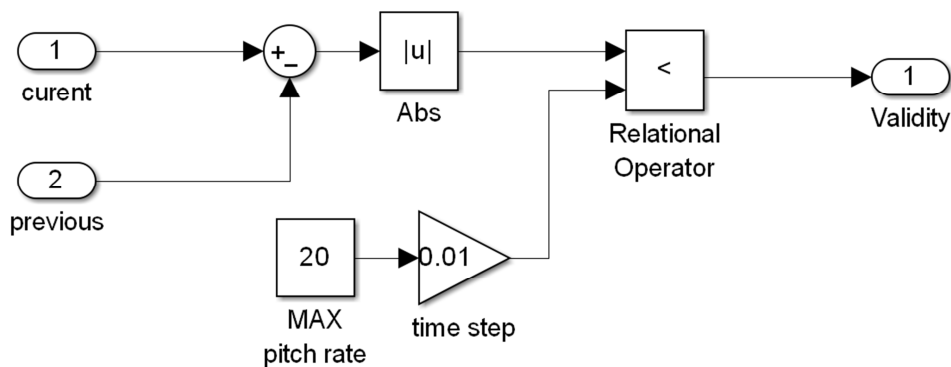 1
curent
+
–
|u|
Abs
<
Relational
Operator
1
Validity
2
previous
20
MAX
pitch rate
0.01
time step